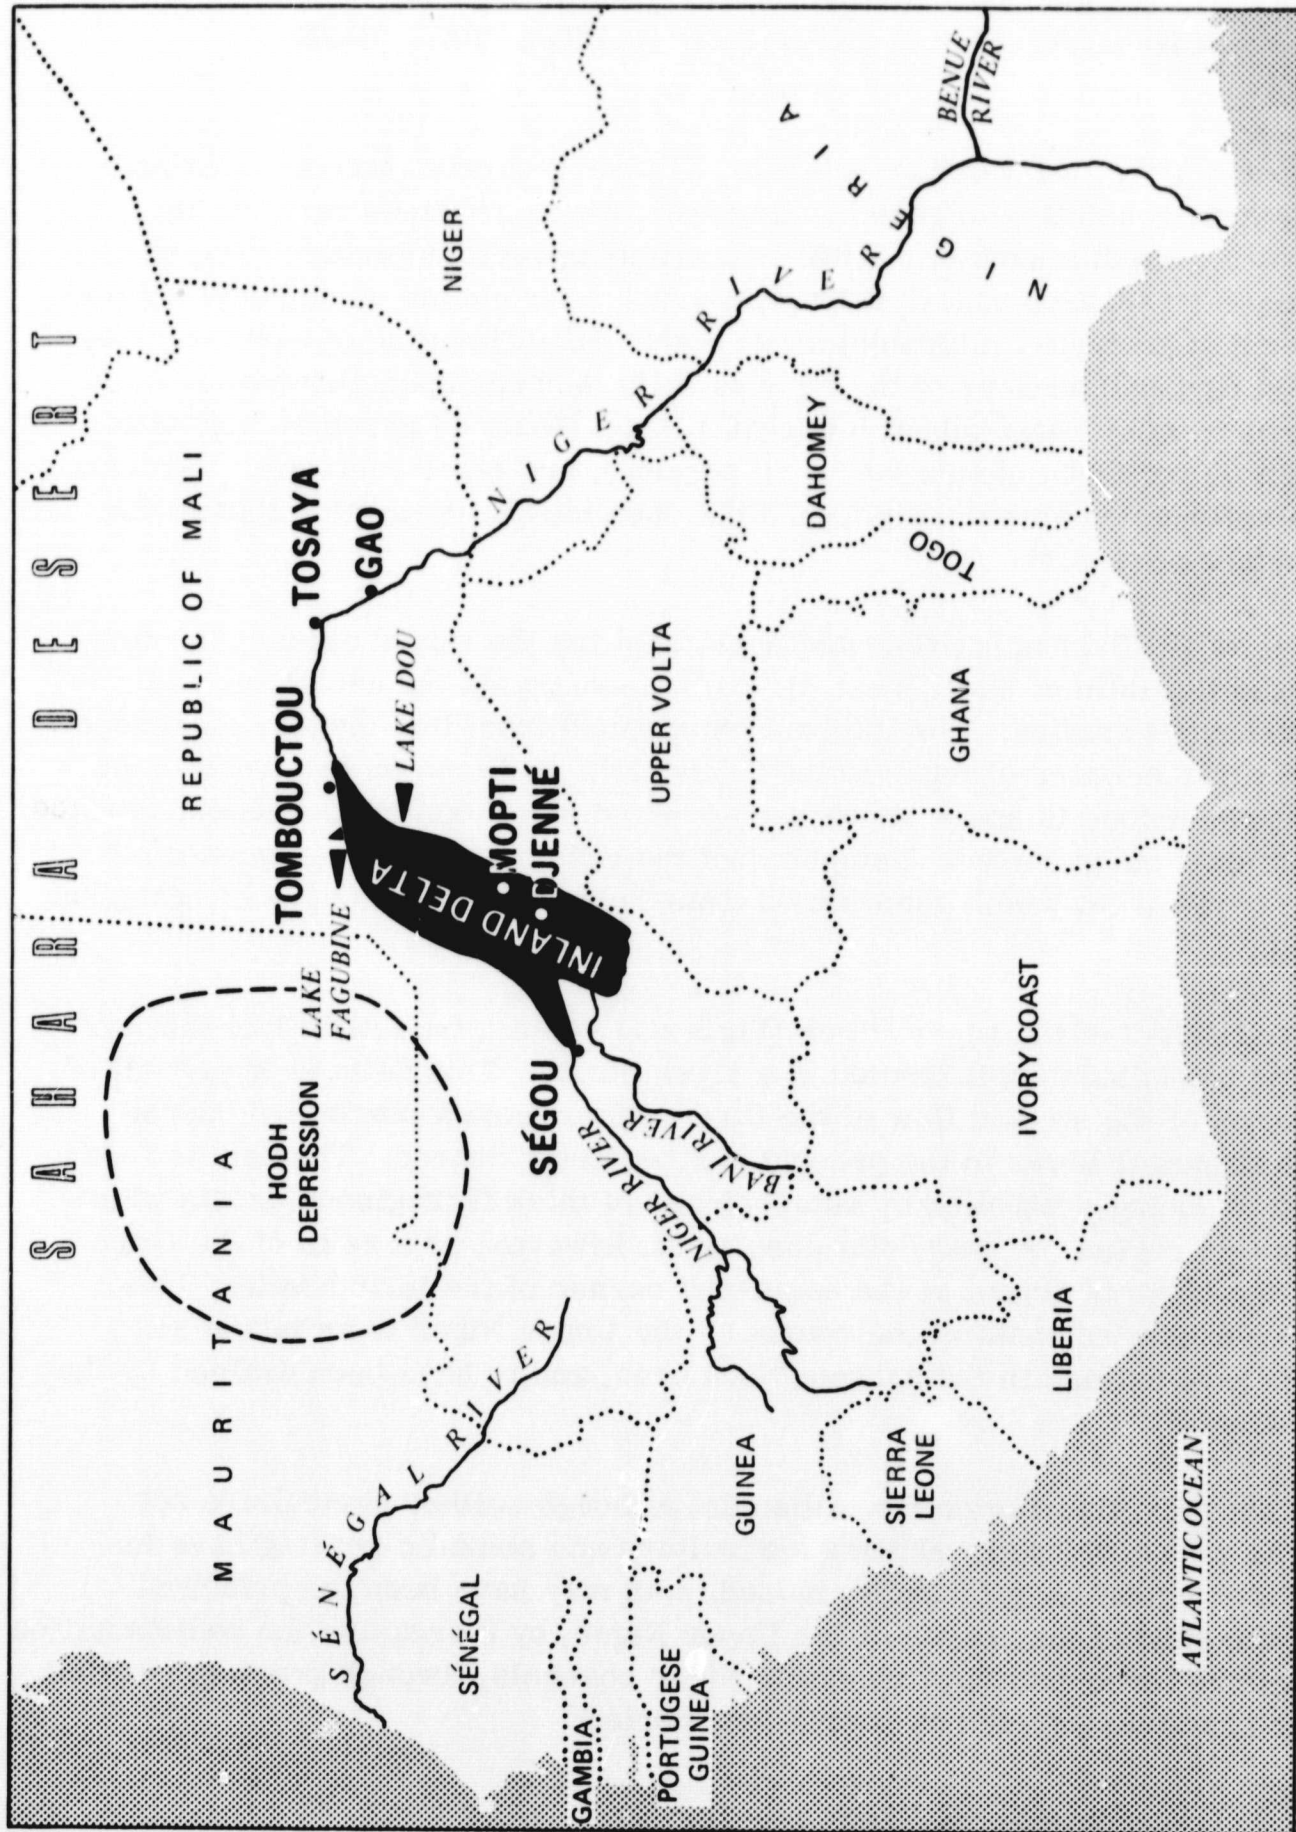 SAHARA DESERT
MAURITANIA
REPUBLIC OF MALI
HODH
DEPRESSION
LAKE
FAGUBINE
TOMBOUCTOU
TOSAYA
GAO
LAKE DOU
NIGER
INLAND DELTA
MOPTI
DJENNÉ
SÉGOU
SÉNÉGAL RIVER
NIGER RIVER
BANI RIVER
NIGER RIVER
SÉNÉGAL
GAMBIA
PORTUGESE
GUINEA
GUINEA
SIERRA
LEONE
LIBERIA
IVORY COAST
UPPER VOLTA
GHANA
TOGO
DAHOMEY
NIGERIA
BENUE
RIVER
ATLANTIC OCEAN